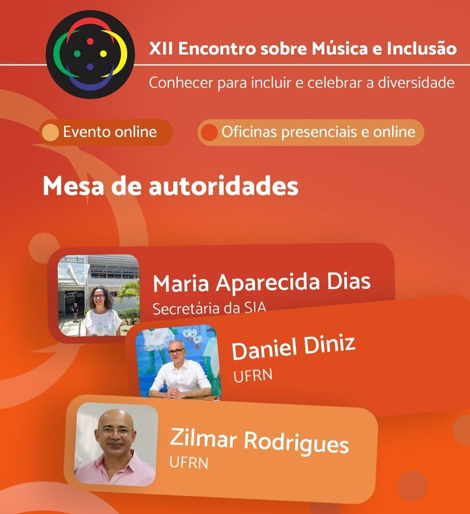 XII Encontro sobre Música e Inclusão
Conhecer para incluir e celebrar a diversidade
Evento online
Oficinas presenciais e online
Mesa de autoridades
Maria Aparecida Dias
Secretária da SIA
Daniel Diniz
UFRN
Zilmar Rodrigues
UFRN